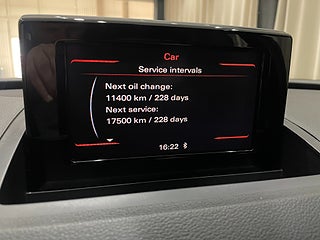 Car
Service intervals
Next oil change:
11400 km / 228 days
Next service:
17500 km / 228 days
16:22